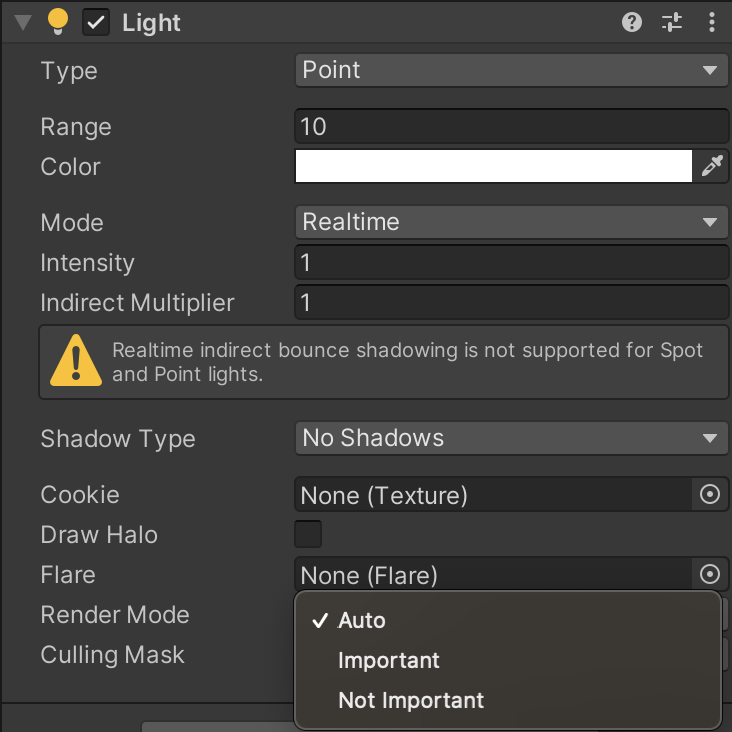 Light
Type
Point
Range
10
Color
Mode
Realtime
Intensity
1
Indirect Multiplier
1
Realtime indirect bounce shadowing is not supported for Spot
and Point lights.
Shadow Type
No Shadows
Cookie
None (Texture)
Draw Halo
Flare
None (Flare)
Render Mode
Auto
Culling Mask
Important
Not Important